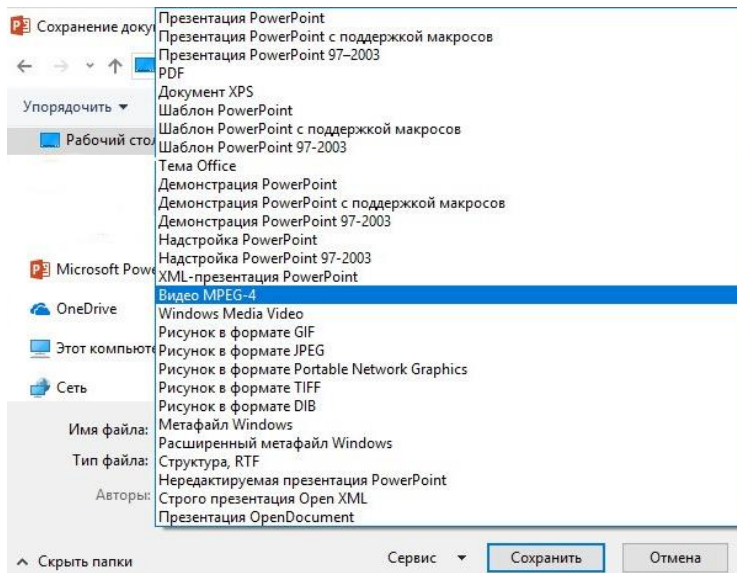 Сохранение доку
Презентация PowerPoint
Презентация PowerPoint с поддержкой макросов
Презентация PowerPoint 97–2003
PDF
Документ XPS
Шаблон PowerPoint
Шаблон PowerPoint с поддержкой макросов
Шаблон PowerPoint 97-2003
Тема Office
Демонстрация PowerPoint
Демонстрация PowerPoint с поддержкой макросов
Демонстрация PowerPoint 97-2003
Надстройка PowerPoint
Надстройка PowerPoint 97-2003
XML-презентация PowerPoint
Видео MPEG-4
Windows Media Video
Рисунок в формате GIF
Рисунок в формате JPEG
Рисунок в формате Portable Network Graphics
Рисунок в формате TIFF
Рисунок в формате DIB
Метафайл Windows
Расширенный метафайл Windows
Структура, RTF
Нередактируемая презентация PowerPoint
Строго презентация Open XML
Презентация OpenDocument
Упорядочить
Рабочий сто
Microsoft Powe
OneDrive
Этот компьюте
Сеть
Имя файла:
Тип файла:
Авторы:
Скрыть папки
Сервис
Сохранить
Отмена